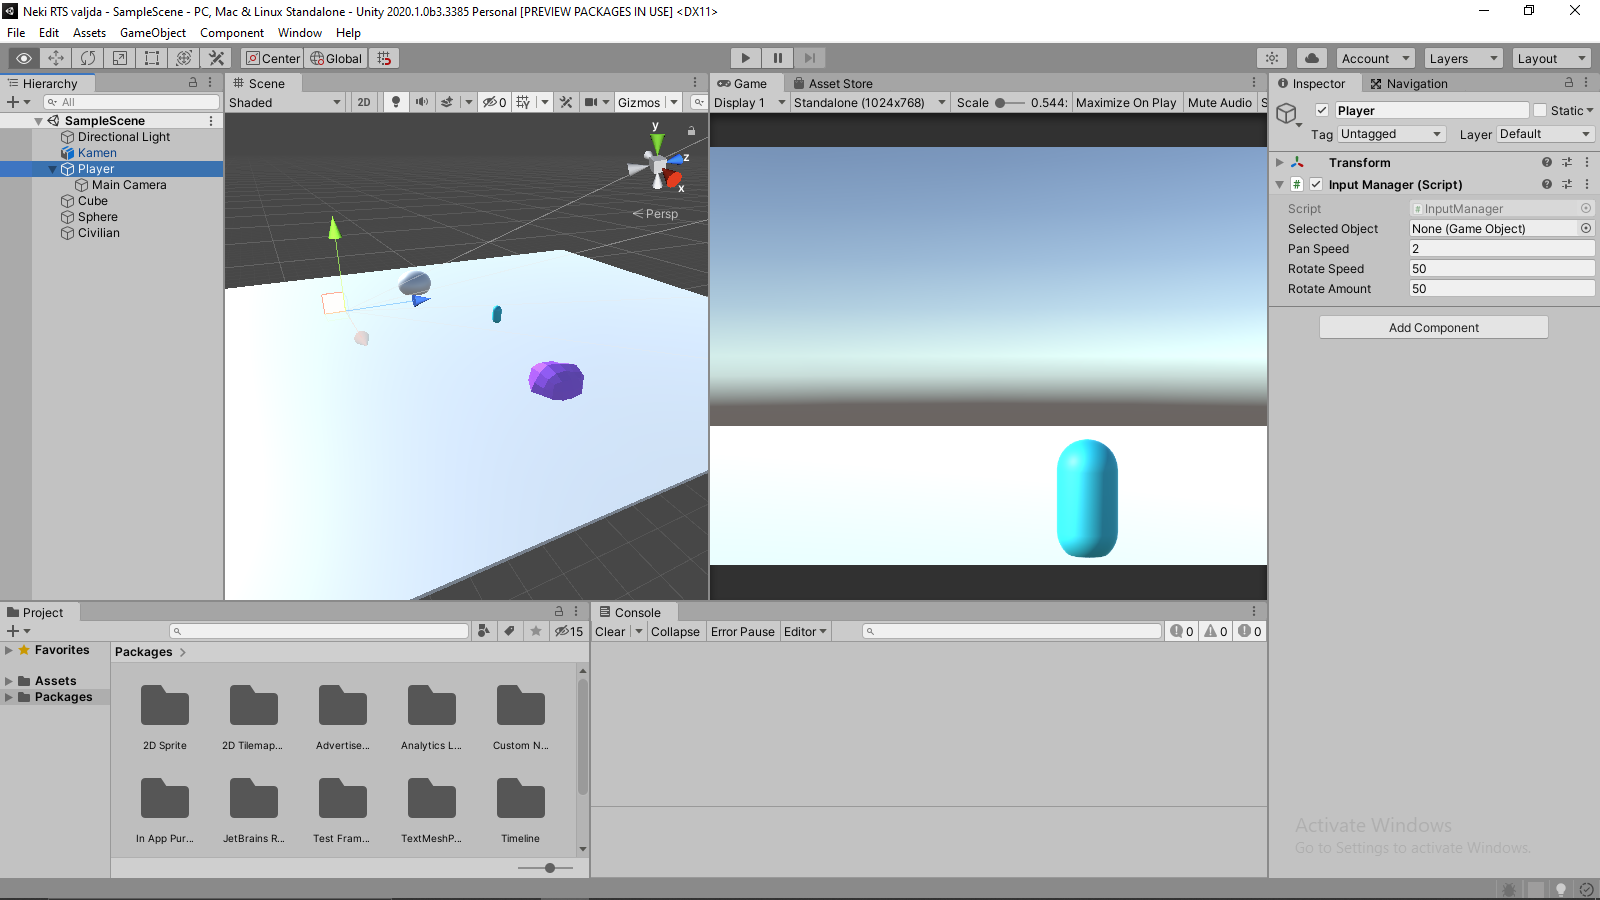 Neki RTS valjda - SampleScene - PC, Mac & Linux Standalone - Unity 2020.1.0b3.3385 Personal [PREVIEW PACKAGES IN USE] <DX11>
File Edit Assets GameObject Component Window Help
Center Global Account Layers Layout
Hierarchy
All
SampleScene
Directional Light
Kamen
Player
Main Camera
Cube
Sphere
Civilian
Scene
Shaded 2D 0 Gizmos
y
z
x
Persp
Game Asset Store
Display 1 Standalone (1024x768) Scale 0.544: Maximize On Play Mute Audio S
Inspector Navigation
Player Static
Tag Untagged Layer Default
Transform
# Input Manager (Script)
Script # InputManager
Selected Object None (Game Object)
Pan Speed 2
Rotate Speed 50
Rotate Amount 50
Add Component
Project
15
Favorites
Assets
Packages
Packages
2D Sprite 2D Tilemap... Advertise... Analytics L... Custom N...
In App Pur... JetBrains R... Test Fram... TextMeshP... Timeline
Console
Clear Collapse Error Pause Editor 0 0 0
Activate Windows
Go to Settings to activate Windows.